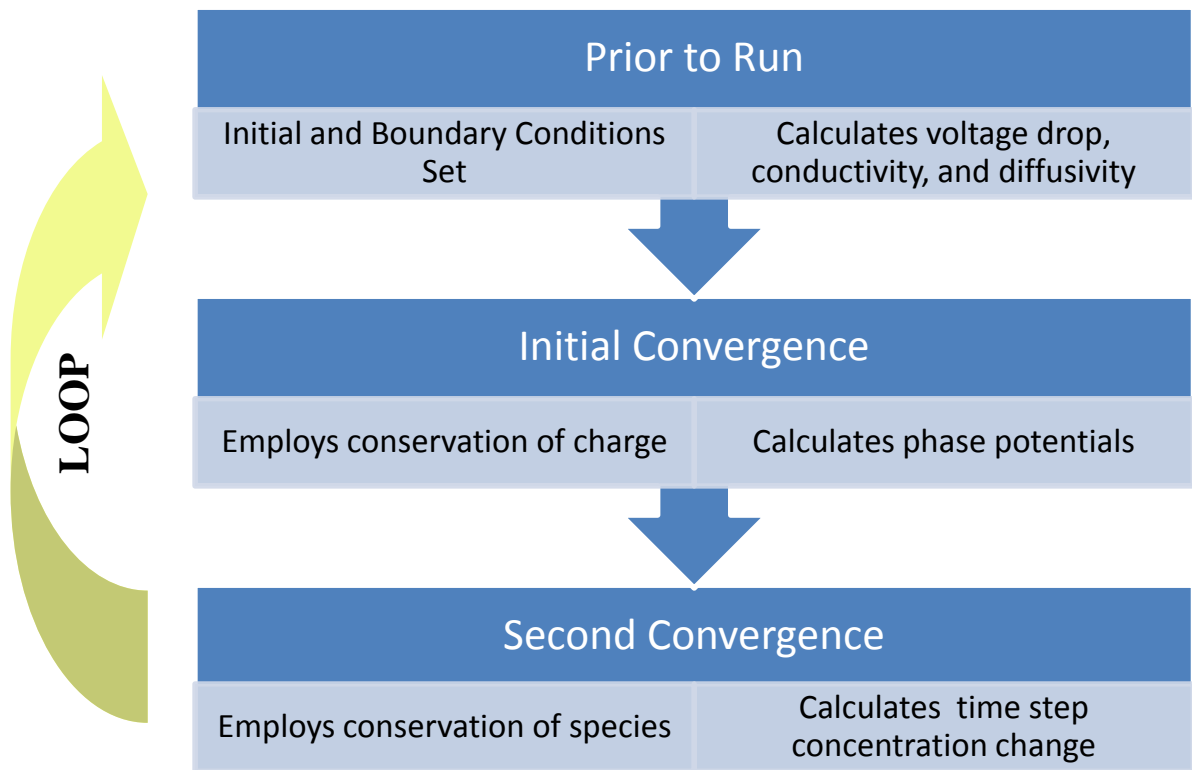 Prior to Run
Initial and Boundary Conditions
Set
Calculates voltage drop,
conductivity, and diffusivity
LOOP
Initial Convergence
Employs conservation of charge
Calculates phase potentials
Second Convergence
Employs conservation of species
Calculates time step
concentration change